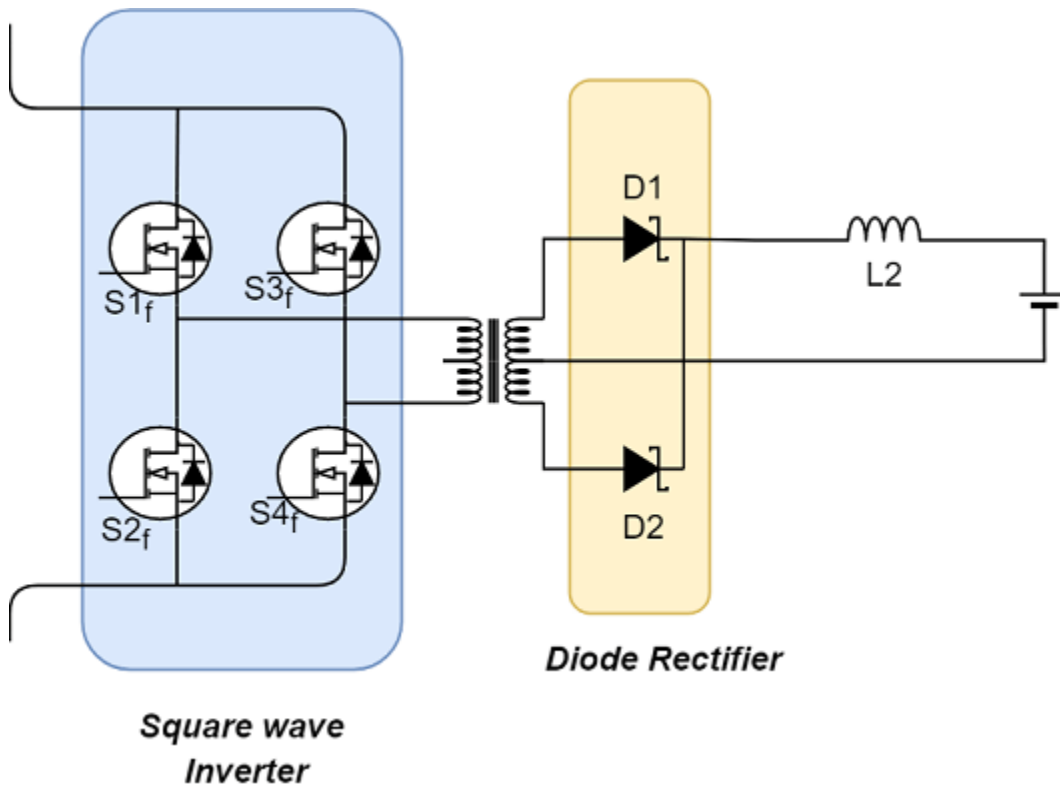 D1
L2
S1f
S3f
S2f
S4f
D2
Diode Rectifier
Square wave
Inverter